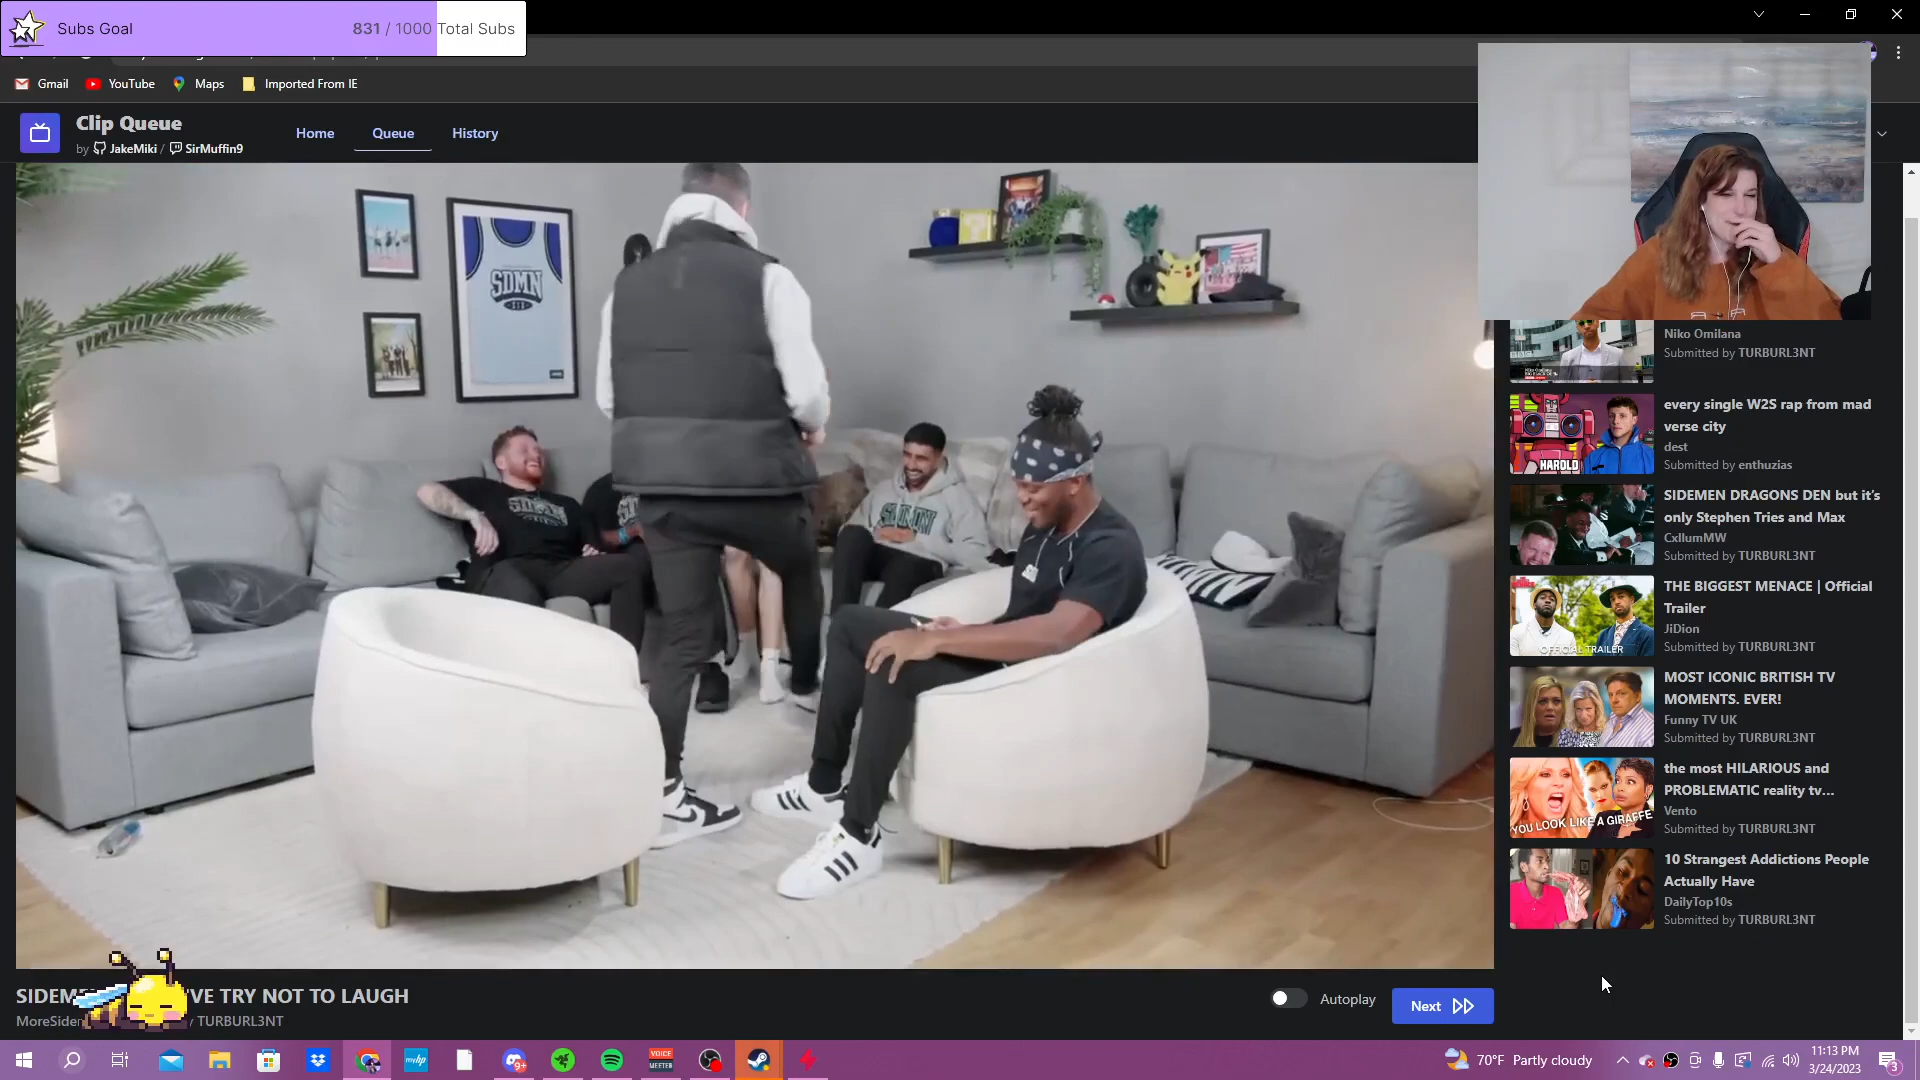 Subs Goal 831 / 1000 Total Subs
Gmail YouTube Maps Imported From IE
Clip Queue
by JakeMiki / SirMuffin9
Home Queue History
SDMN
Niko Omilana
Submitted by TURBURL3NT
every single W2S rap from mad
verse city
dest
Submitted by enthuzias
HAROLD
SIDEMEN DRAGONS DEN but it's
only Stephen Tries and Max
CxllumMW
Submitted by TURBURL3NT
THE BIGGEST MENACE | Official
Trailer
JiDion
Submitted by TURBURL3NT
OFFICIAL TRAILER
MOST ICONIC BRITISH TV
MOMENTS. EVER!
Funny TV UK
Submitted by TURBURL3NT
the most HILARIOUS and
PROBLEMATIC reality tv...
Vento
Submitted by TURBURL3NT
YOU LOOK LIKE A GIRAFFE
10 Strangest Addictions People
Actually Have
DailyTop10s
Submitted by TURBURL3NT
TRY NOT TO LAUGH
TURBURL3NT
Autoplay
Next
myhp
9+
VOICE
MEETER
70°F Partly cloudy
11:13 PM
3/24/2023
3